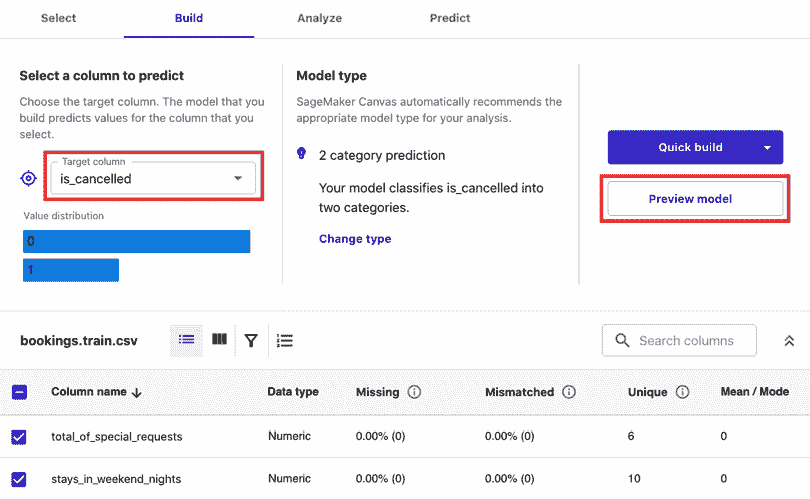 Select Build Analyze Predict
Select a column to predict
Choose the target column. The model that you
build predicts values for the column that you
select.
Target column
is_cancelled
Value distribution
0
1
Model type
SageMaker Canvas automatically recommends the
appropriate model type for your analysis.
2 category prediction
Your model classifies is_cancelled into
two categories.
Change type
Quick build
Preview model
bookings.train.csv
Search columns
Column name Data type Missing Mismatched Unique Mean / Mode
total_of_special_requests Numeric 0.00% (0) 0.00% (0) 6 0
stays_in_weekend_nights Numeric 0.00% (0) 0.00% (0) 10 0